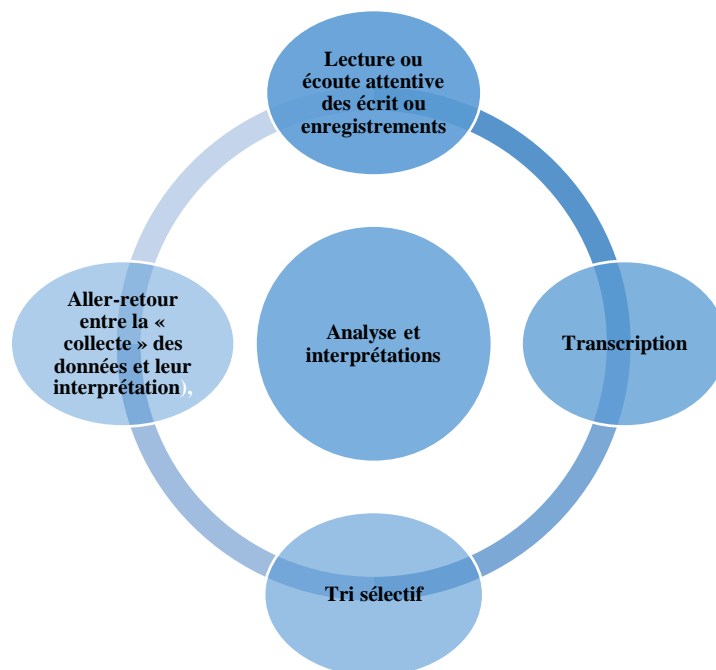 Lecture ou
écoute attentive
des écrit ou
enregistrements
Aller-retour
entre la «
collecte » des
données et leur
interprétation),
Analyse et
interprétations
Transcription
Tri sélectif